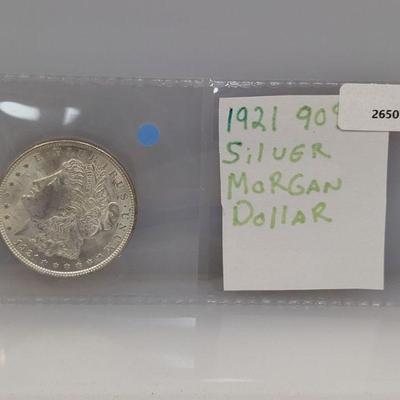 1921 90%
SilveR
MoRGAN
DollAR
2650